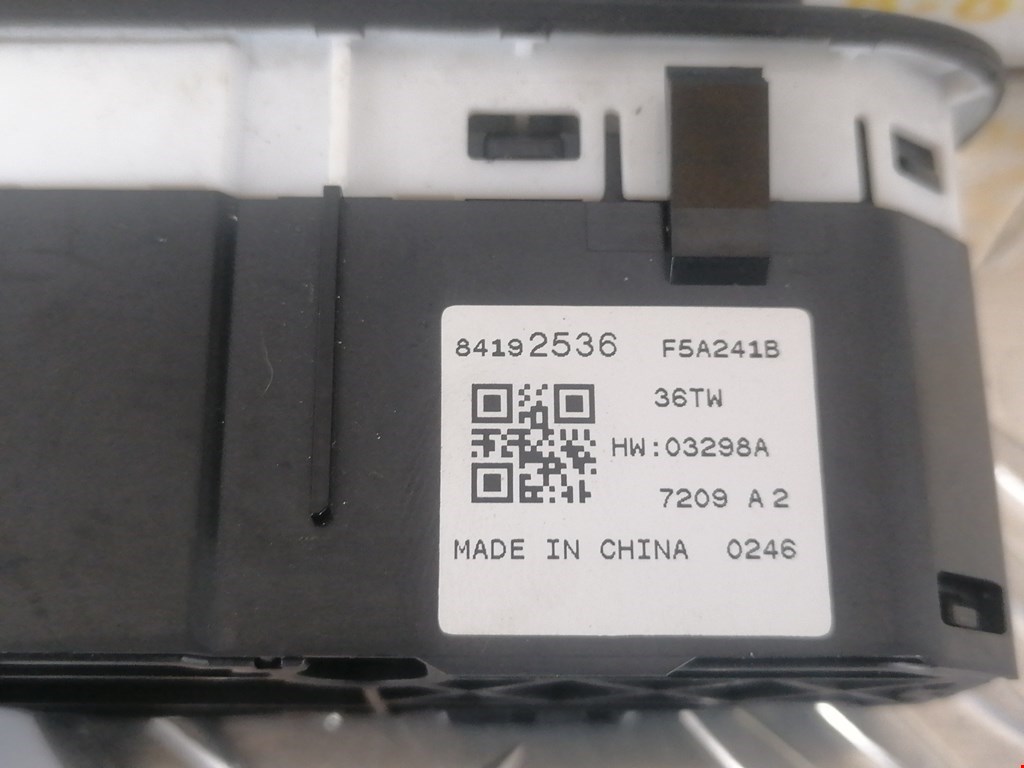 84192536 F5A241B
36TW
HW:03298A
7209 A2
MADE IN CHINA 0246